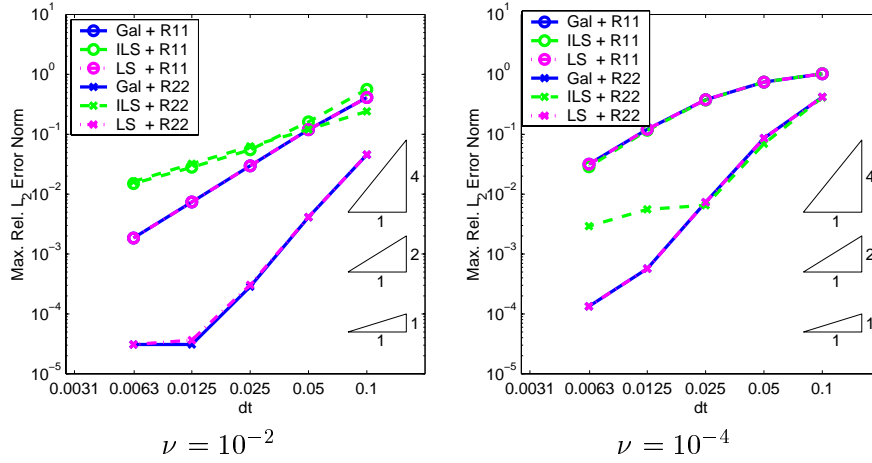 10^1
10^0
10^{-1}
10^{-2}
10^{-3}
10^{-4}
10^{-5}
Max. Rel. L_2 Error Norm
Gal + R11
ILS + R11
LS + R11
Gal + R22
ILS + R22
LS + R22
4
1
2
1
1
1
0.0031 0.0063 0.0125 0.025 0.05 0.1
dt
ν = 10^{-2}
10^1
10^0
10^{-1}
10^{-2}
10^{-3}
10^{-4}
10^{-5}
Max. Rel. L_2 Error Norm
Gal + R11
ILS + R11
LS + R11
Gal + R22
ILS + R22
LS + R22
4
1
2
1
1
1
0.0031 0.0063 0.0125 0.025 0.05 0.1
dt
ν = 10^{-4}